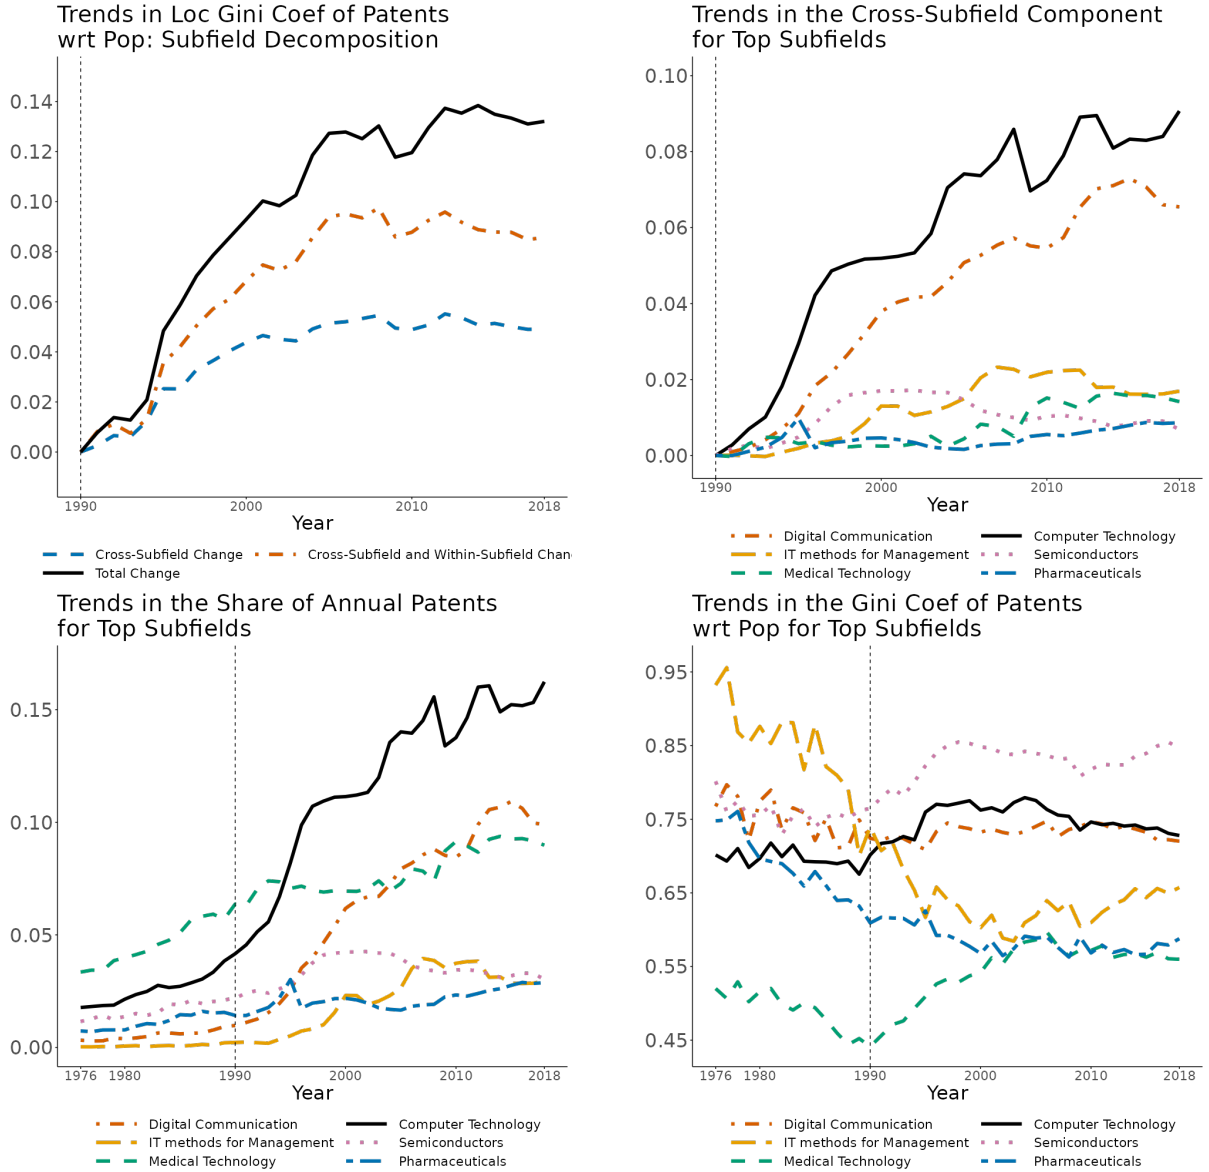 Trends in Loc Gini Coef of Patents
wrt Pop: Subfield Decomposition
0.14
0.12
0.10
0.08
0.06
0.04
0.02
0.00
1990
2000
2010
2018
Year
Cross-Subfield Change
Cross-Subfield and Within-Subfield Chan
Total Change
Trends in the Cross-Subfield Component
for Top Subfields
0.10
0.08
0.06
0.04
0.02
0.00
1990
2000
2010
2018
Year
Digital Communication
Computer Technology
IT methods for Management
Semiconductors
Medical Technology
Pharmaceuticals
Trends in the Share of Annual Patents
for Top Subfields
0.15
0.10
0.05
0.00
1976
1980
1990
2000
2010
2018
Year
Digital Communication
Computer Technology
IT methods for Management
Semiconductors
Medical Technology
Pharmaceuticals
Trends in the Gini Coef of Patents
wrt Pop for Top Subfields
0.95
0.85
0.75
0.65
0.55
0.45
1976
1980
1990
2000
2010
2018
Year
Digital Communication
Computer Technology
IT methods for Management
Semiconductors
Medical Technology
Pharmaceuticals